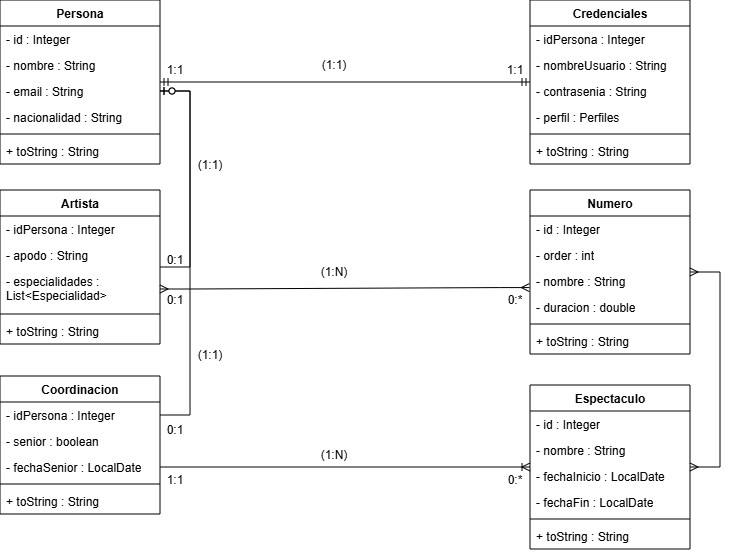 Persona
- id : Integer
- nombre : String
- email : String
- nacionalidad : String
+ toString : String
1:1
(1:1)
1:1
Credenciales
- idPersona : Integer
- nombreUsuario : String
- contrasenia : String
- perfil : Perfiles
+ toString : String
(1:1)
Artista
- idPersona : Integer
- apodo : String
- especialidades :
List<Especialidad>
+ toString : String
0:1
0:1
(1:N)
0:*
Numero
- id : Integer
- order : int
- nombre : String
- duracion : double
+ toString : String
(1:1)
Coordinacion
- idPersona : Integer
- senior : boolean
- fechaSenior : LocalDate
+ toString : String
0:1
1:1
(1:N)
0:*
Espectaculo
- id : Integer
- nombre : String
- fechaInicio : LocalDate
- fechaFin : LocalDate
+ toString : String